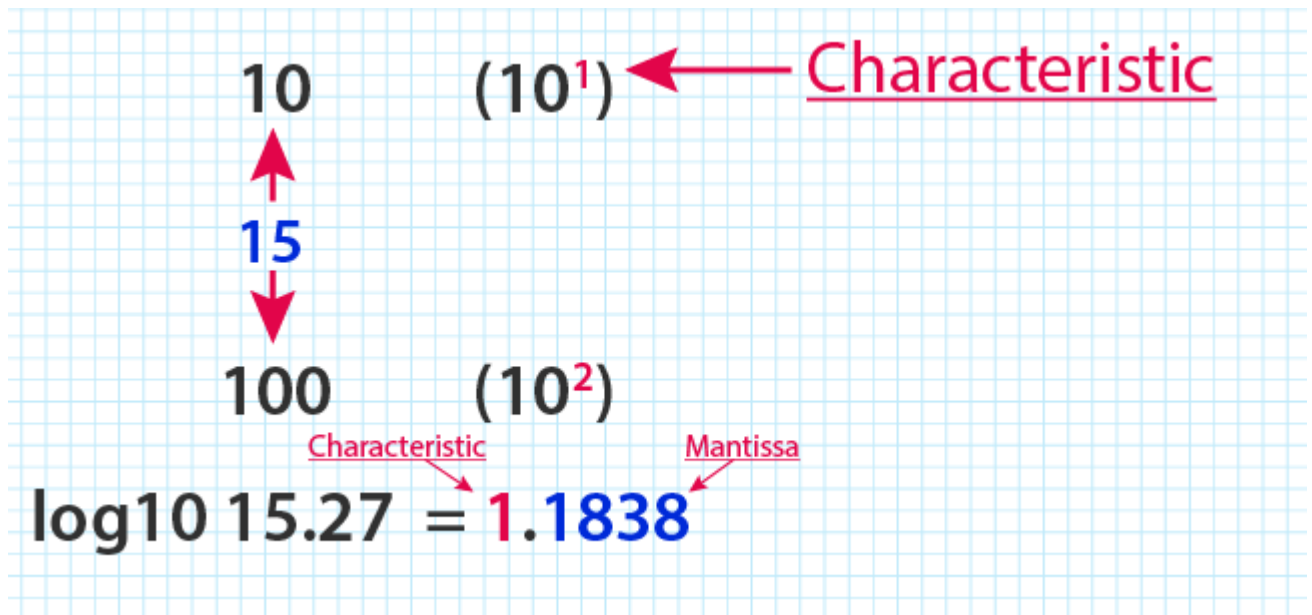 10 (10¹) Characteristic
15
100 (10²)
Characteristic Mantissa
log10 15.27 = 1.1838